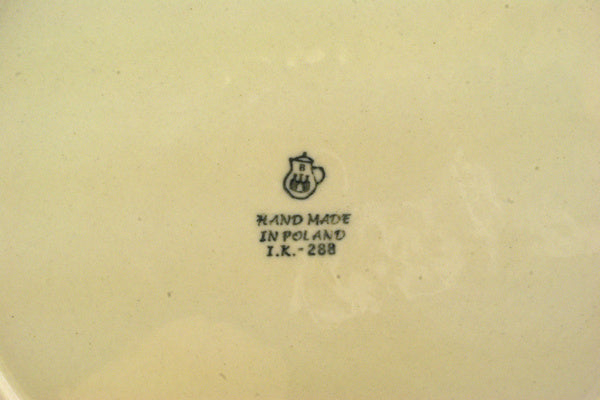 B
HAND MADE
IN POLAND
I.K.-288